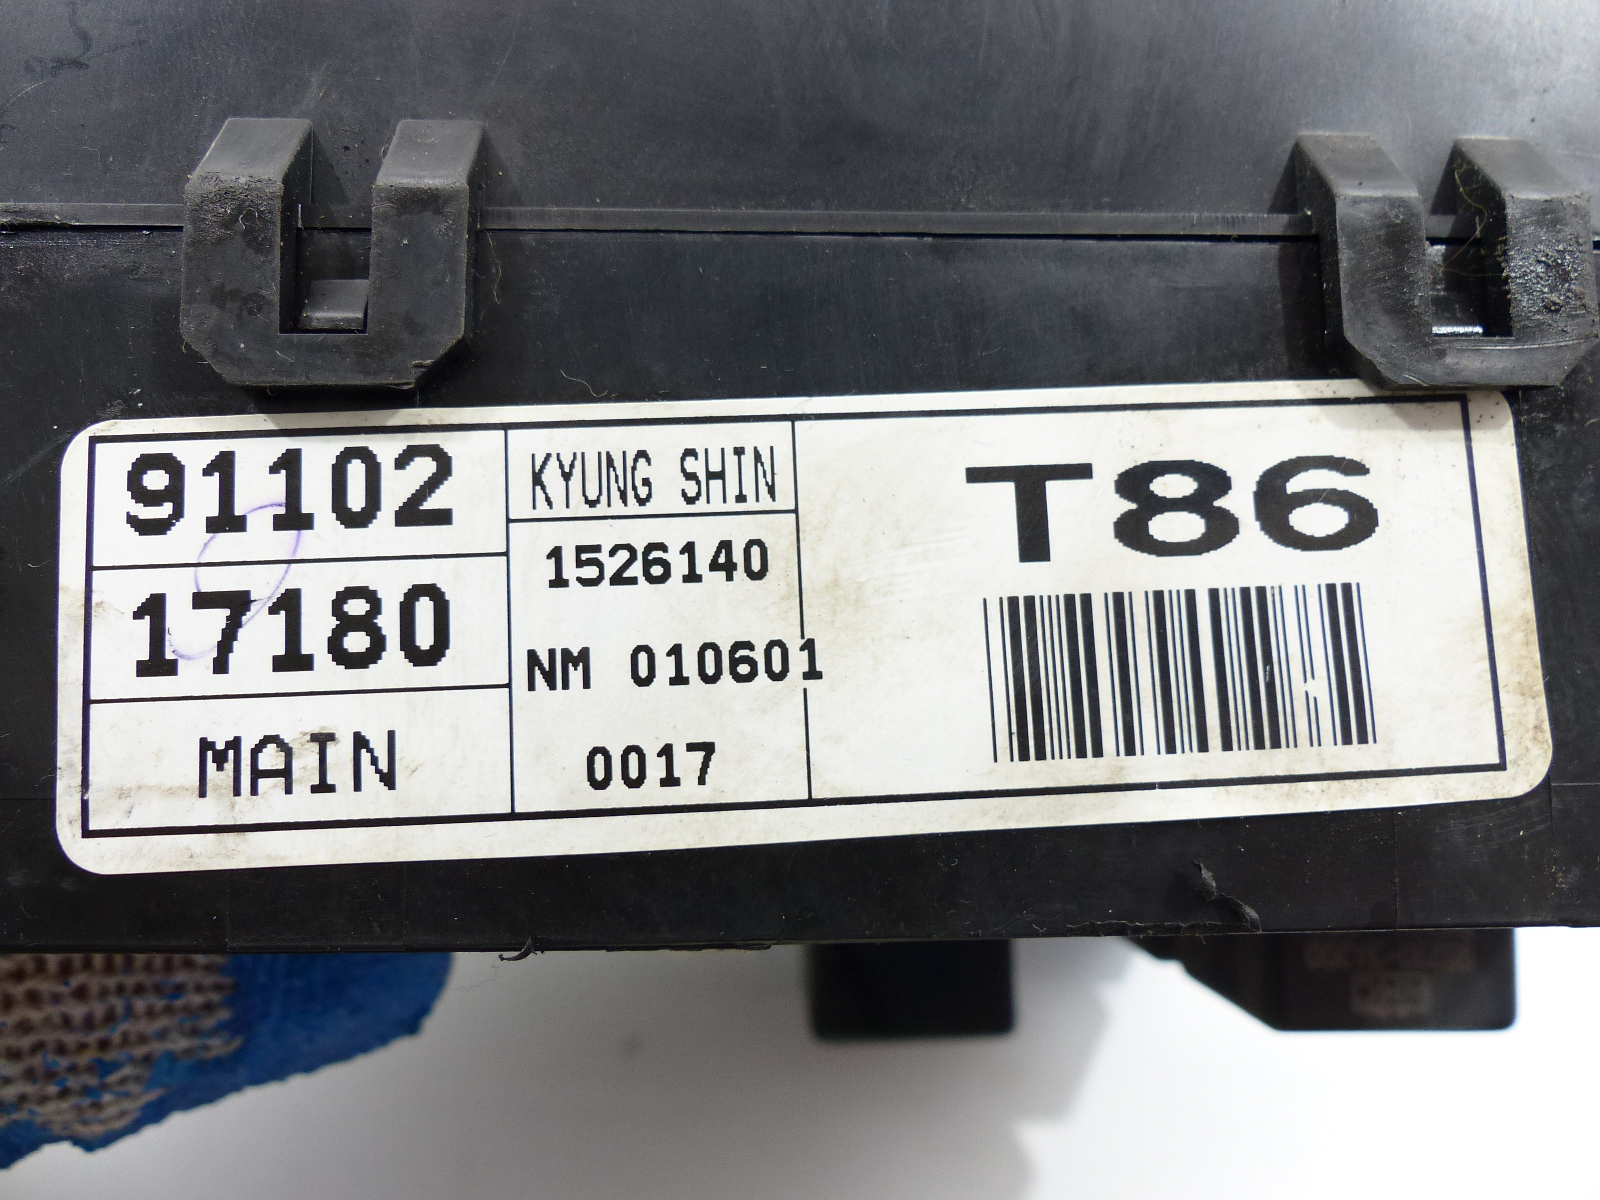 91102
17180
MAIN
KYUNG SHIN
1526140
NM 010601
0017
T86